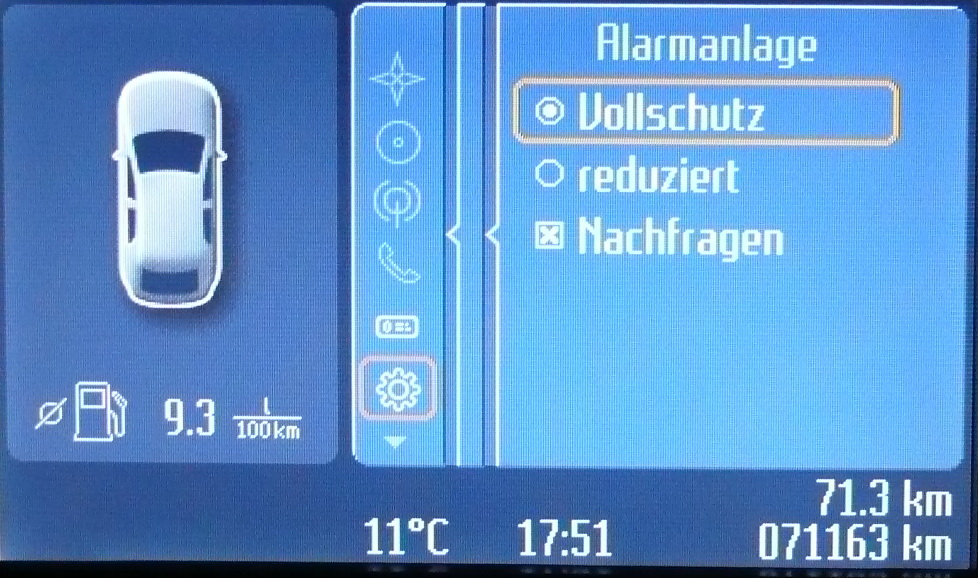 Alarmanlage
Vollschutz
reduziert
Nachfragen
9.3 l/100km
71.3 km
11°C 17:51 071163 km